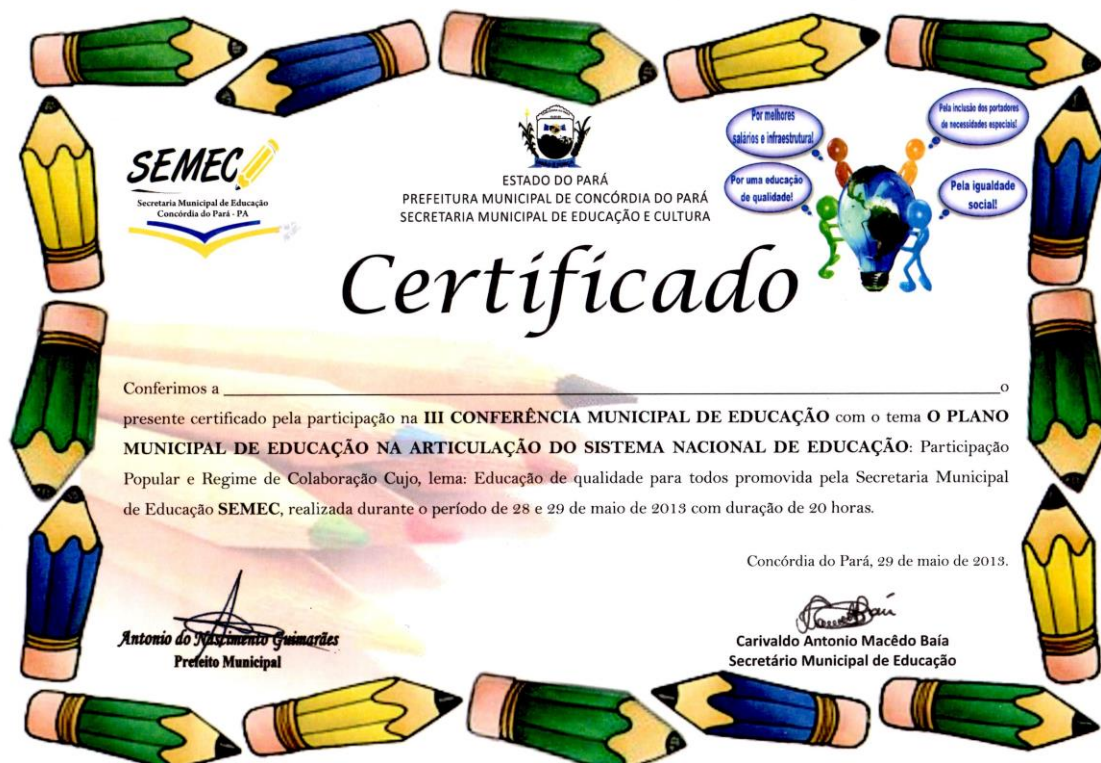 SEMEC
Secretaria Municipal de Educação
Concórdia do Pará - PA
ESTADO DO PARÁ
PREFEITURA MUNICIPAL DE CONCÓRDIA DO PARÁ
SECRETARIA MUNICIPAL DE EDUCAÇÃO E CULTURA
Por melhores
salários e infraestrutura!
Pela inclusão dos portadores
de necessidades especiais!
Por uma educação
de qualidade!
Pela igualdade
social!
Certificado
Conferimos a o
presente certificado pela participação na III CONFERÊNCIA MUNICIPAL DE EDUCAÇÃO com o tema O PLANO
MUNICIPAL DE EDUCAÇÃO NA ARTICULAÇÃO DO SISTEMA NACIONAL DE EDUCAÇÃO: Participação
Popular e Regime de Colaboração Cujo, lema: Educação de qualidade para todos promovida pela Secretaria Municipal
de Educação SEMEC, realizada durante o período de 28 e 29 de maio de 2013 com duração de 20 horas.
Concórdia do Pará, 29 de maio de 2013.
Antonio do Nascimento Guimarães
Prefeito Municipal
Carivaldo Antonio Macêdo Baía
Secretário Municipal de Educação